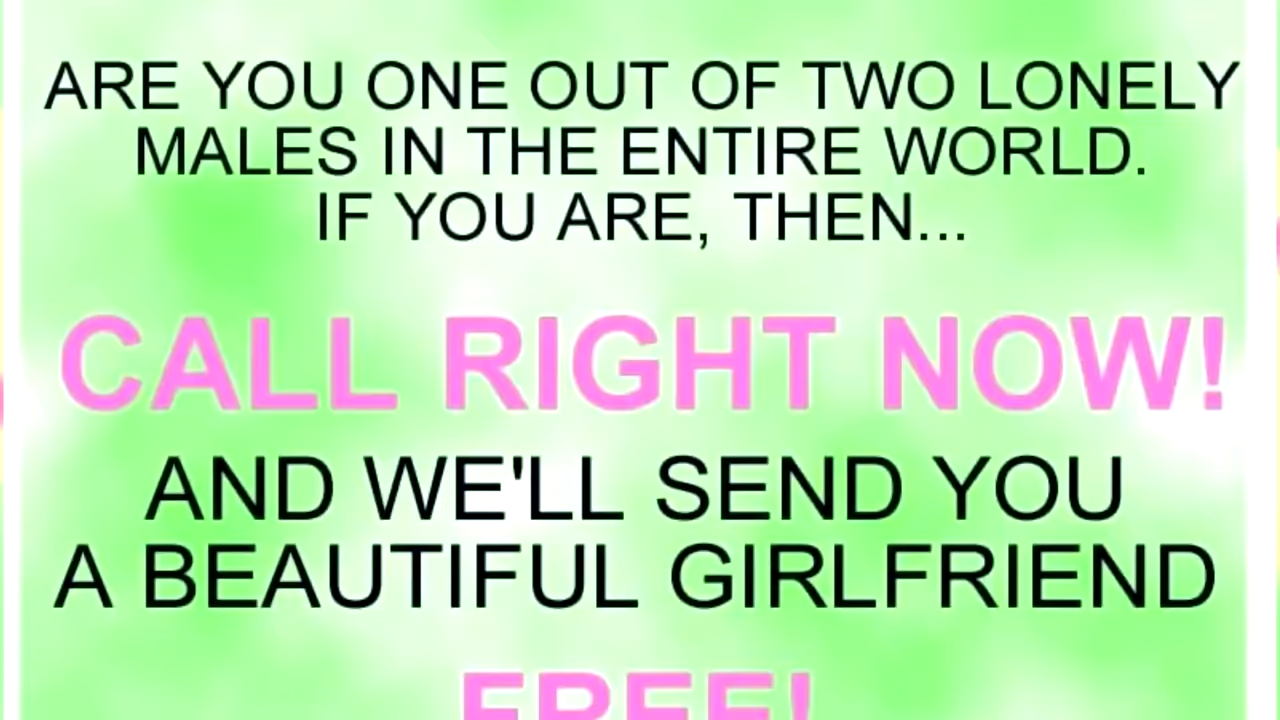 ARE YOU ONE OUT OF TWO LONELY
MALES IN THE ENTIRE WORLD.
IF YOU ARE, THEN...
CALL RIGHT NOW!
AND WE'LL SEND YOU
A BEAUTIFUL GIRLFRIEND
FREE!